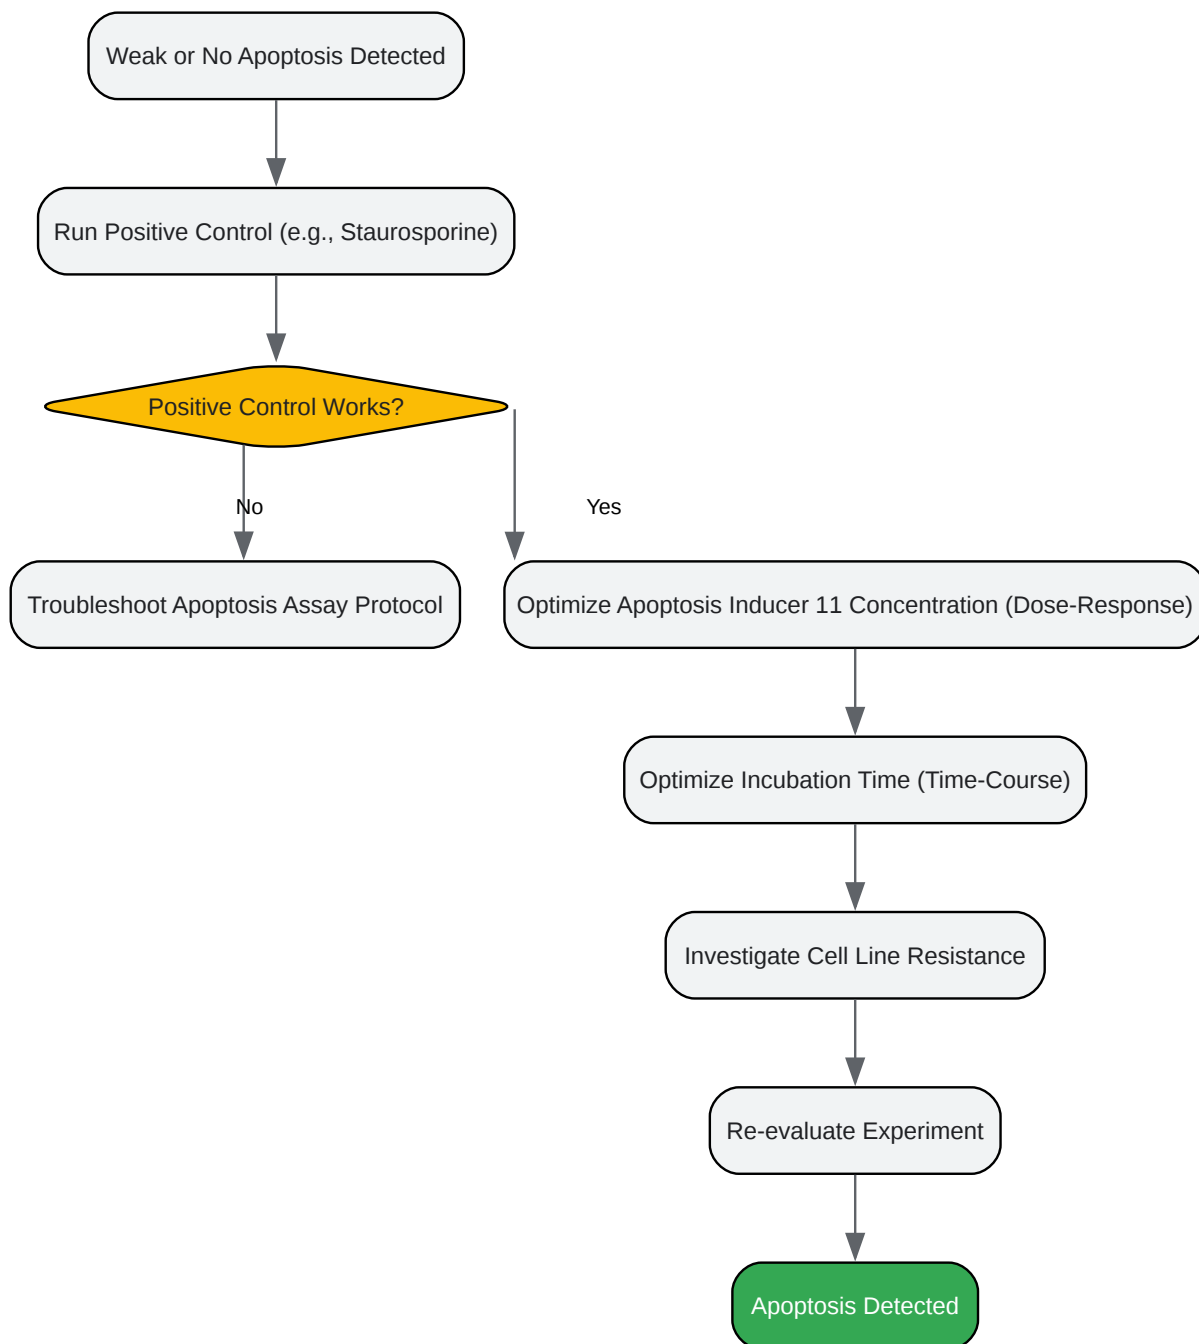 Weak or No Apoptosis Detected
Run Positive Control (e.g., Staurosporine)
Positive Control Works?
No
Yes
Troubleshoot Apoptosis Assay Protocol
Optimize Apoptosis Inducer 11 Concentration (Dose-Response)
Optimize Incubation Time (Time-Course)
Investigate Cell Line Resistance
Re-evaluate Experiment
Apoptosis Detected